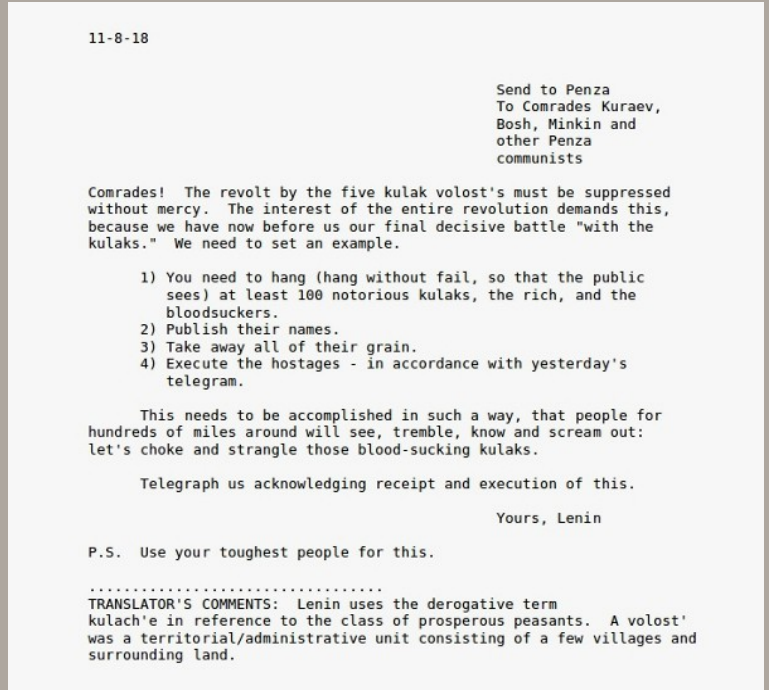 11-8-18
Send to Penza
To Comrades Kuraev,
Bosh, Minkin and
other Penza
communists
Comrades!  The revolt by the five kulak volost's must be suppressed
without mercy.  The interest of the entire revolution demands this,
because we have now before us our final decisive battle "with the
kulaks."  We need to set an example.
1) You need to hang (hang without fail, so that the public
sees) at least 100 notorious kulaks, the rich, and the
bloodsuckers.
2) Publish their names.
3) Take away all of their grain.
4) Execute the hostages - in accordance with yesterday's
telegram.
This needs to be accomplished in such a way, that people for
hundreds of miles around will see, tremble, know and scream out:
let's choke and strangle those blood-sucking kulaks.
Telegraph us acknowledging receipt and execution of this.
Yours, Lenin
P.S.  Use your toughest people for this.
..................................
TRANSLATOR'S COMMENTS:  Lenin uses the derogative term
kulach'e in reference to the class of prosperous peasants.  A volost'
was a territorial/administrative unit consisting of a few villages and
surrounding land.